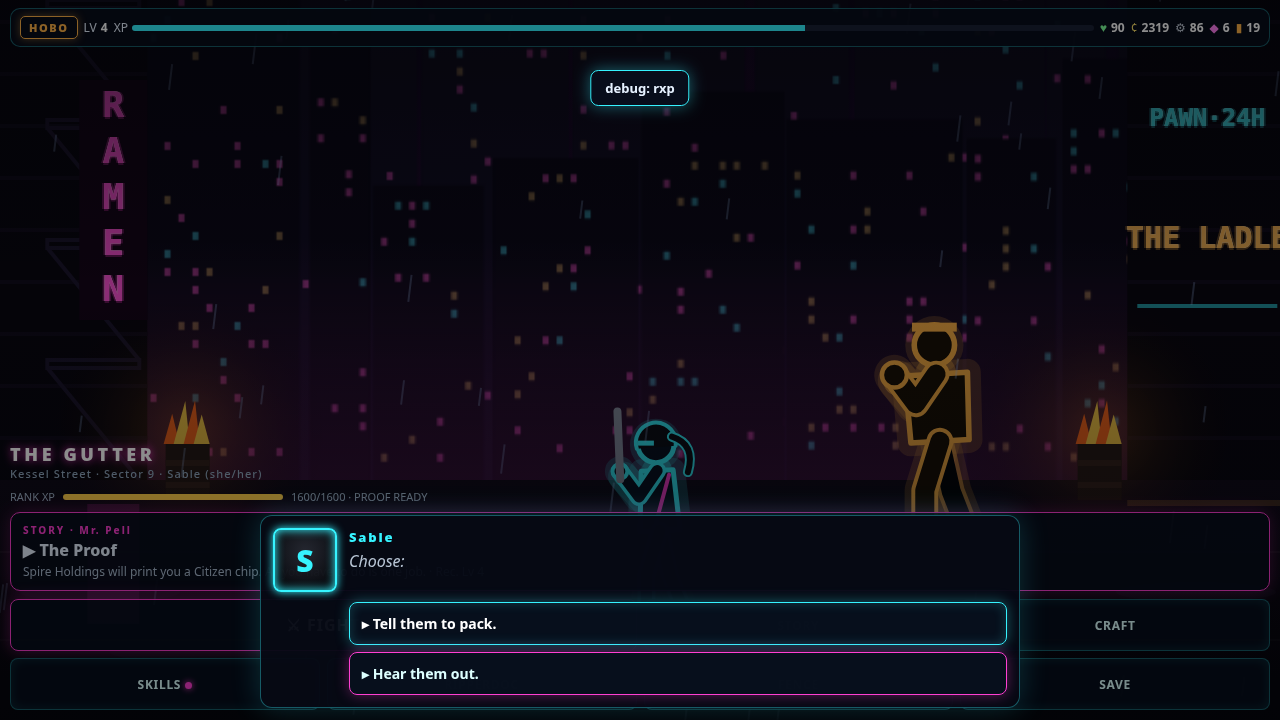 HOBO LV 4 XP ♥ 90 ¢ 2319 ⚙ 86 ◆ 6 ▮ 19
debug: rxp
RAMEN
PAWN·24H
THE LADLE
THE GUTTER
Kessel Street · Sector 9 · Sable (she/her)
RANK XP 1600/1600 · PROOF READY
STORY · Mr. Pell
▶ The Proof
Spire Holdings will print you a Citizen chip
S
Sable
Choose:
▸ Tell them to pack.
▸ Hear them out.
⚔ FIGH
CRAFT
SKILLS
SAVE